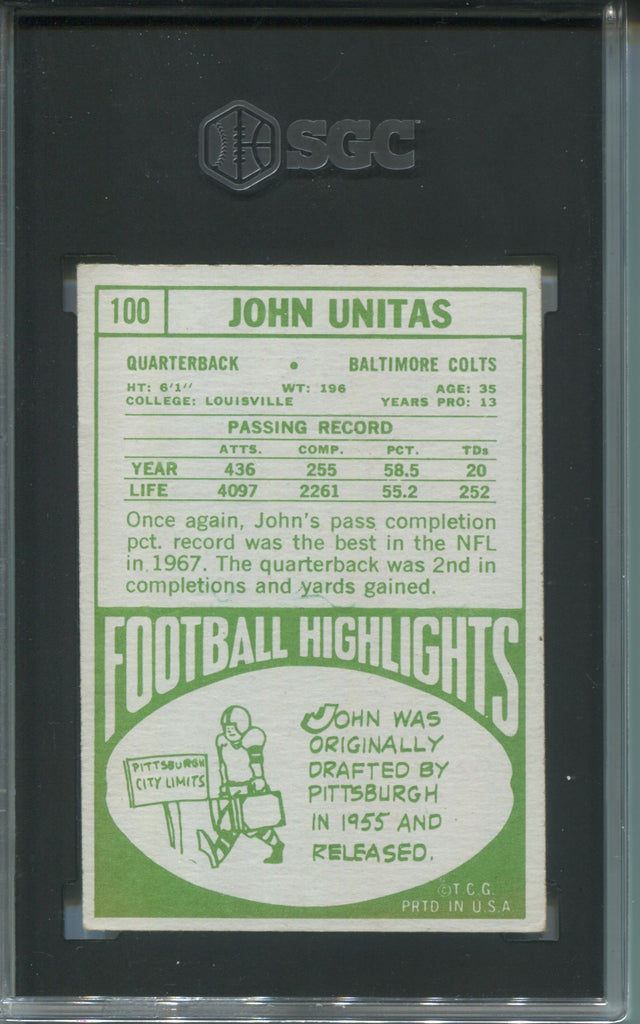 SGC
100 JOHN UNITAS
QUARTERBACK • BALTIMORE COLTS
HT: 6'1" WT: 196 AGE: 35
COLLEGE: LOUISVILLE YEARS PRO: 13
PASSING RECORD
ATTS. COMP. PCT. TDs
YEAR 436 255 58.5 20
LIFE 4097 2261 55.2 252
Once again, John's pass completion
pct. record was the best in the NFL
in 1967. The quarterback was 2nd in
completions and yards gained.
FOOTBALL HIGHLIGHTS
PITTSBURGH
CITY LIMITS
JOHN WAS
ORIGINALLY
DRAFTED BY
PITTSBURGH
IN 1955 AND
RELEASED.
©T.C.G.
PRTD IN U.S.A